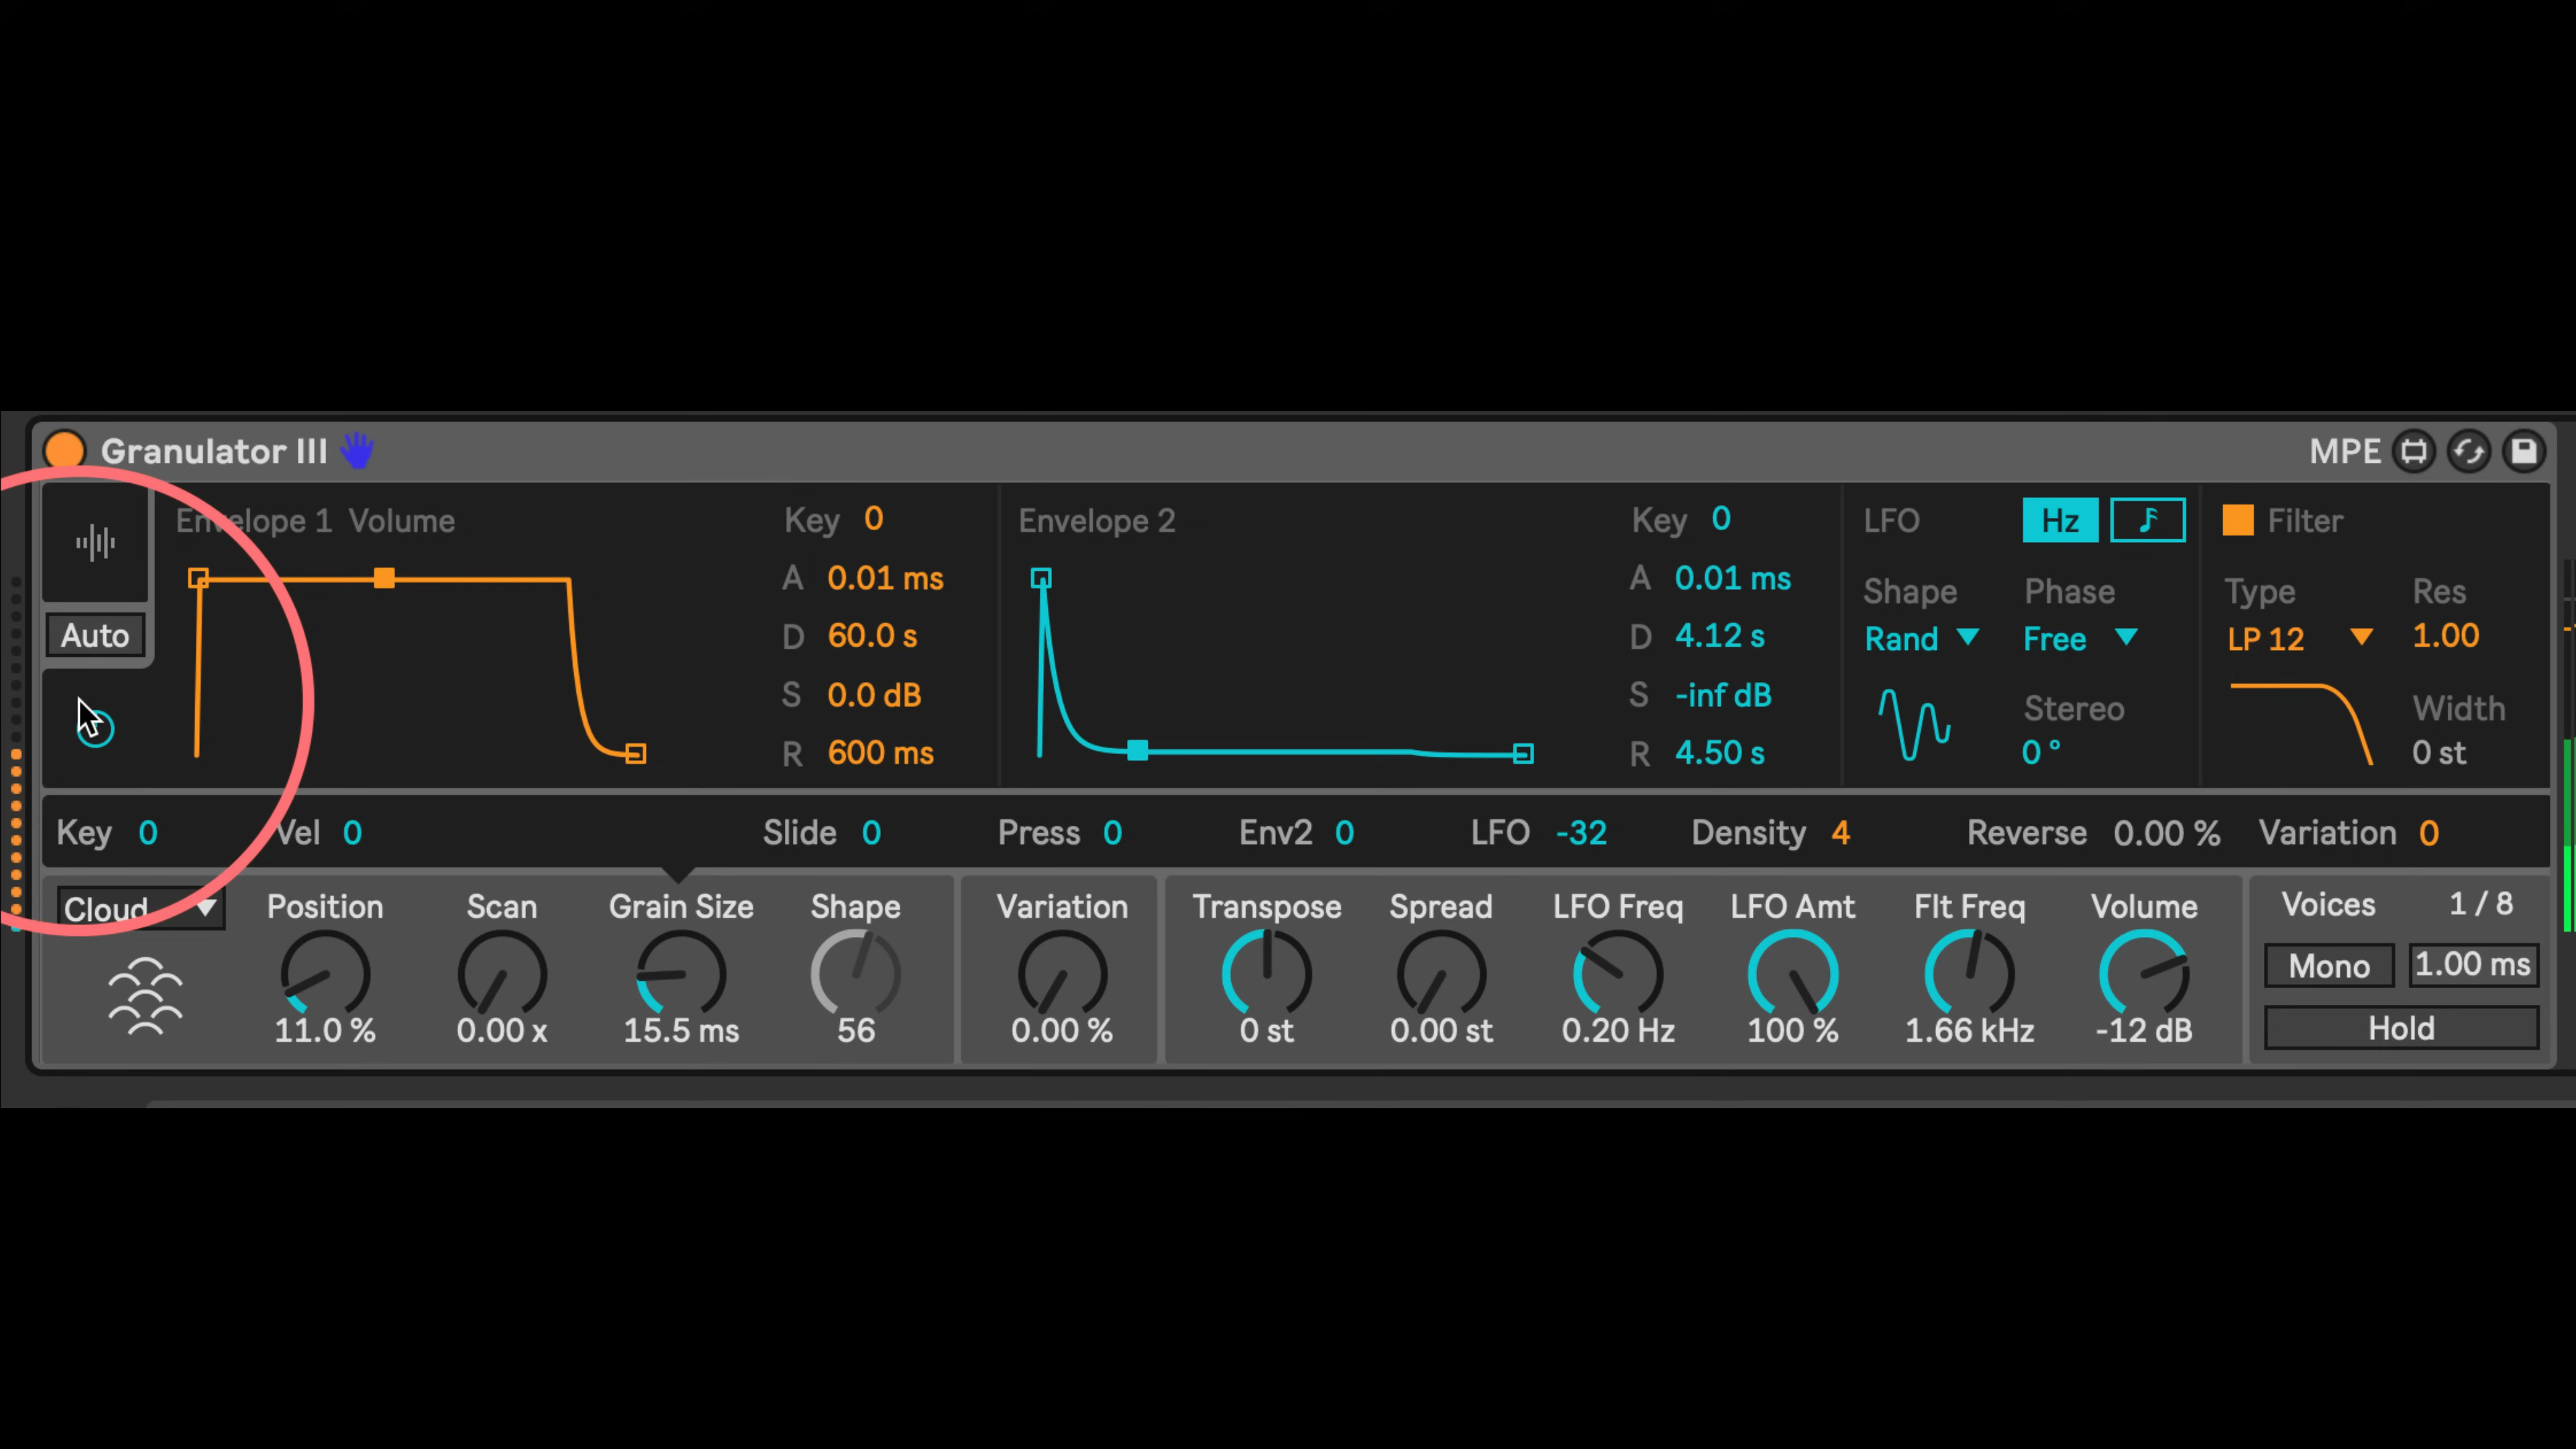 Granulator III MPE
Envelope 1 Volume Key 0 Envelope 2 Key 0 LFO Hz Filter
A 0.01 ms A 0.01 ms Shape Phase Type Res
Auto D 60.0 s D 4.12 s Rand Free LP 12 1.00
S 0.0 dB S -inf dB Stereo Width
R 600 ms R 4.50 s 0° 0 st
Key 0 Vel 0 Slide 0 Press 0 Env2 0 LFO -32 Density 4 Reverse 0.00 % Variation 0
Cloud Position Scan Grain Size Shape Variation Transpose Spread LFO Freq LFO Amt Flt Freq Volume Voices 1 / 8
Mono 1.00 ms
11.0 % 0.00 x 15.5 ms 56 0.00 % 0 st 0.00 st 0.20 Hz 100 % 1.66 kHz -12 dB Hold